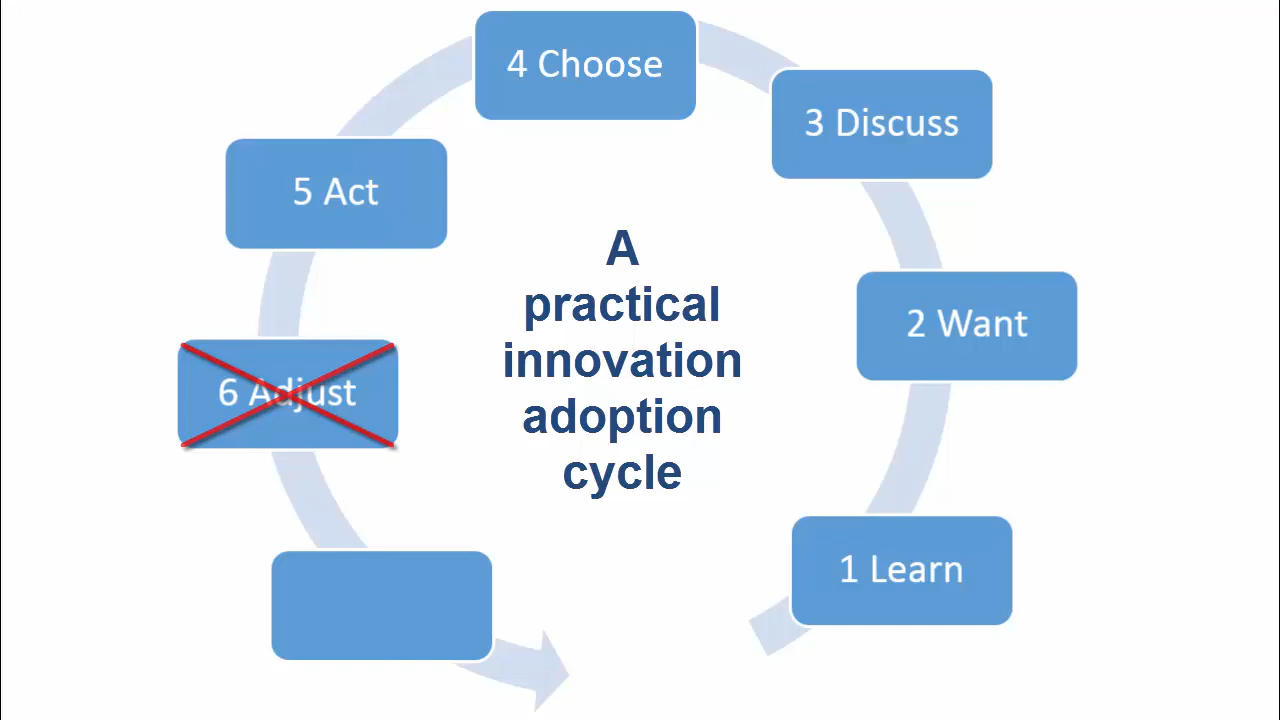 4 Choose
3 Discuss
5 Act
A
practical
innovation
adoption
cycle
2 Want
6 Adjust
1 Learn